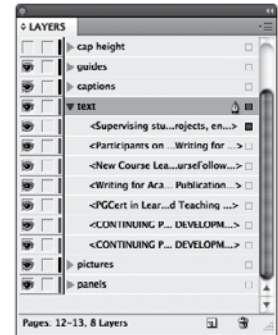 LAYERS
cap height
guides
captions
text
<Supervising stu...rojects, en...>
<Participants on ...Writing for ...>
<New Course Lea...urseFollow...>
<Writing for Aca... Publication...>
<PGCert in Lear...d Teaching ...>
<CONTINUING P... DEVELOPM...>
<CONTINUING P... DEVELOPM...>
pictures
panels
Pages: 12–13, 8 Layers